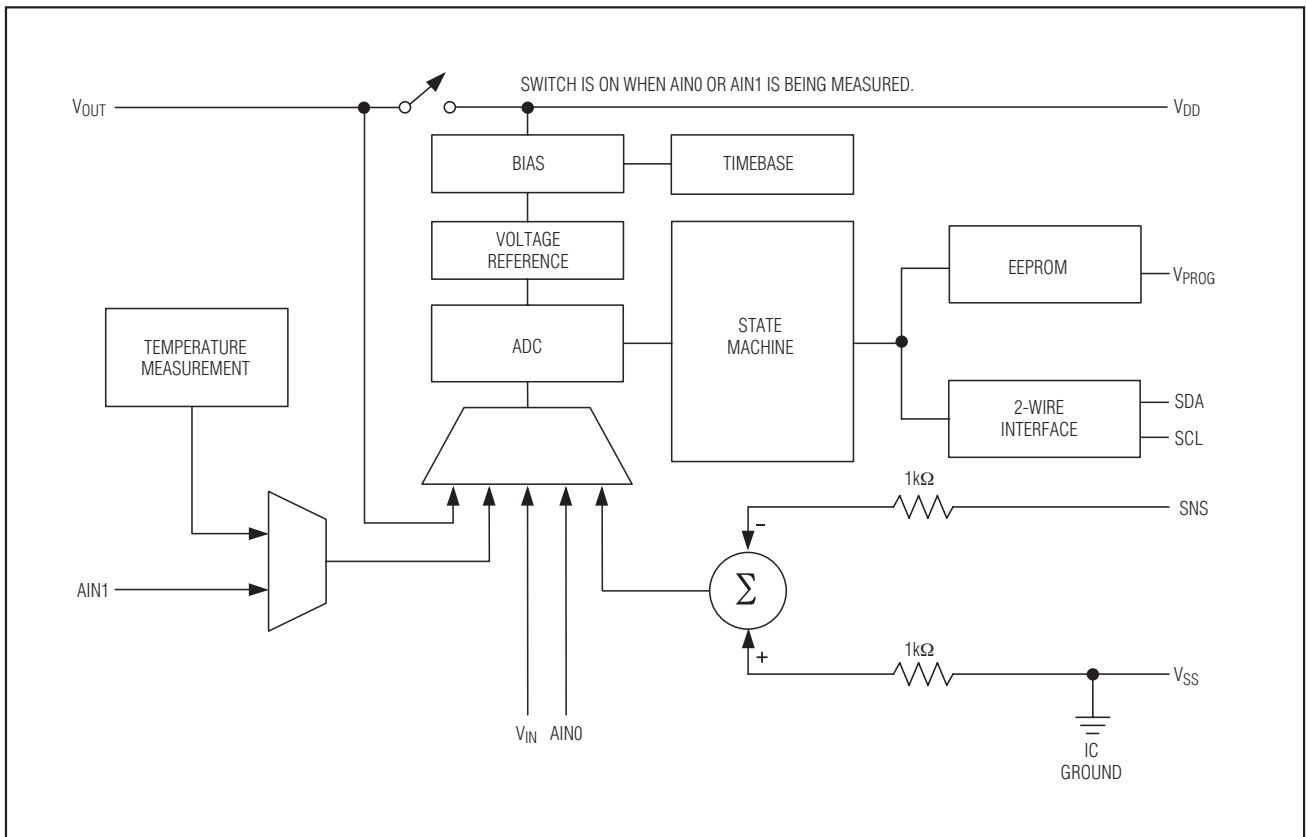 SWITCH IS ON WHEN AIN0 OR AIN1 IS BEING MEASURED.
VOUT
VDD
BIAS
TIMEBASE
VOLTAGE
REFERENCE
EEPROM
VPROG
TEMPERATURE
MEASUREMENT
ADC
STATE
MACHINE
2-WIRE
INTERFACE
SDA
SCL
1kΩ
SNS
-
AIN1
Σ
+
1kΩ
VSS
VIN
AIN0
IC
GROUND